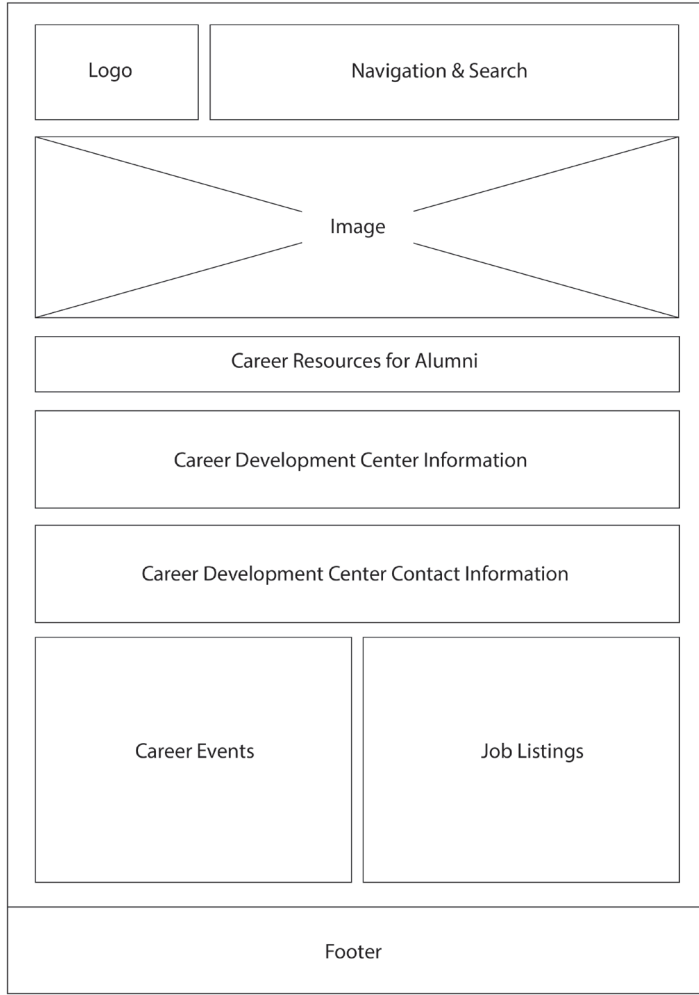 Logo
Navigation & Search
Image
Career Resources for Alumni
Career Development Center Information
Career Development Center Contact Information
Career Events
Job Listings
Footer